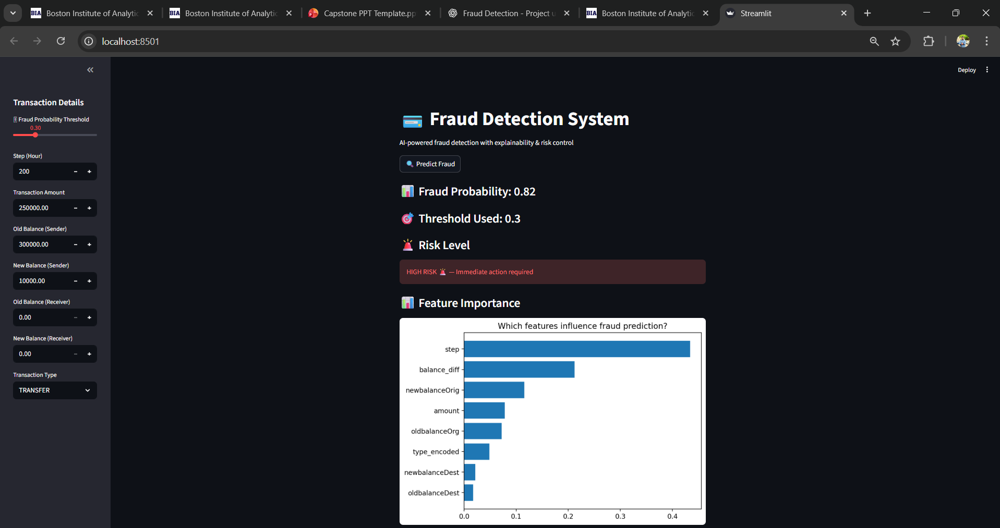 BIA Boston Institute of Analytic
BIA Boston Institute of Analytic
Capstone PPT Template.pp
Fraud Detection - Project u
BIA Boston Institute of Analytic
Streamlit
localhost:8501
Deploy
Transaction Details
Fraud Probability Threshold
0.30
Step (Hour)
200
Transaction Amount
250000.00
Old Balance (Sender)
300000.00
New Balance (Sender)
10000.00
Old Balance (Receiver)
0.00
New Balance (Receiver)
0.00
Transaction Type
TRANSFER
Fraud Detection System
AI-powered fraud detection with explainability & risk control
Predict Fraud
Fraud Probability: 0.82
Threshold Used: 0.3
Risk Level
HIGH RISK 🚨 — Immediate action required
Feature Importance
Which features influence fraud prediction?
step
balance_diff
newbalanceOrig
amount
oldbalanceOrg
type_encoded
newbalanceDest
oldbalanceDest
0.0 0.1 0.2 0.3 0.4